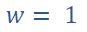 w = 1